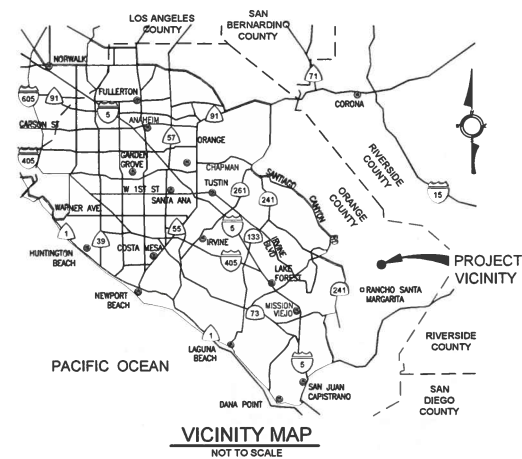 LOS ANGELES
COUNTY
SAN
BERNARDINO
COUNTY
NORWALK
71
605
91
FULLERTON
5
CORONA
CARSON ST
ANAHEIM
91
57
ORANGE
405
GARDEN
GROVE
CHAPMAN
RIVERSIDE
COUNTY
W 1ST ST
TUSTIN
SANTIAGO
CANYON
RD
15
SANTA ANA
261
241
ORANGE
COUNTY
WARNER AVE
1
39
55
5
133
IRVINE
BLVD
HUNTINGTON
BEACH
COSTA MESA
IRVINE
405
LAKE
FOREST
PROJECT
VICINITY
NEWPORT
BEACH
241
RANCHO SANTA
MARGARITA
MISSION
VIEJO
73
1
RIVERSIDE
COUNTY
LAGUNA
BEACH
5
PACIFIC OCEAN
SAN JUAN
CAPISTRANO
SAN
DIEGO
COUNTY
DANA POINT
VICINITY MAP
NOT TO SCALE